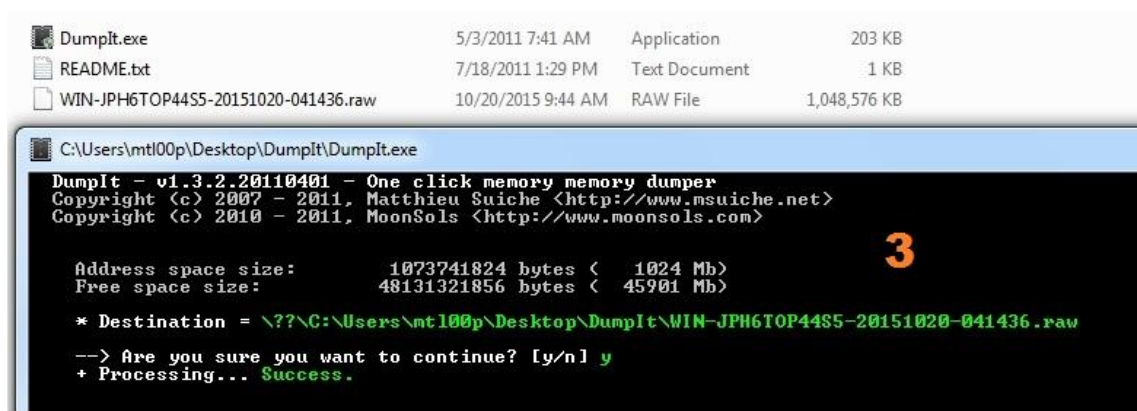 DumpIt.exe 5/3/2011 7:41 AM Application 203 KB
README.txt 7/18/2011 1:29 PM Text Document 1 KB
WIN-JPH6TOP44S5-20151020-041436.raw 10/20/2015 9:44 AM RAW File 1,048,576 KB
C:\Users\mtl00p\Desktop\DumpIt\DumpIt.exe
DumpIt - v1.3.2.20110401 - One click memory memory dumper
Copyright (c) 2007 - 2011, Matthieu Suiche <http://www.msuiche.net>
Copyright (c) 2010 - 2011, MoonSols <http://www.moonsols.com>
3
Address space size: 1073741824 bytes ( 1024 Mb)
Free space size: 48131321856 bytes ( 45901 Mb)
* Destination = \??\C:\Users\mtl00p\Desktop\DumpIt\WIN-JPH6TOP44S5-20151020-041436.raw
--> Are you sure you want to continue? [y/n] y
+ Processing... Success.